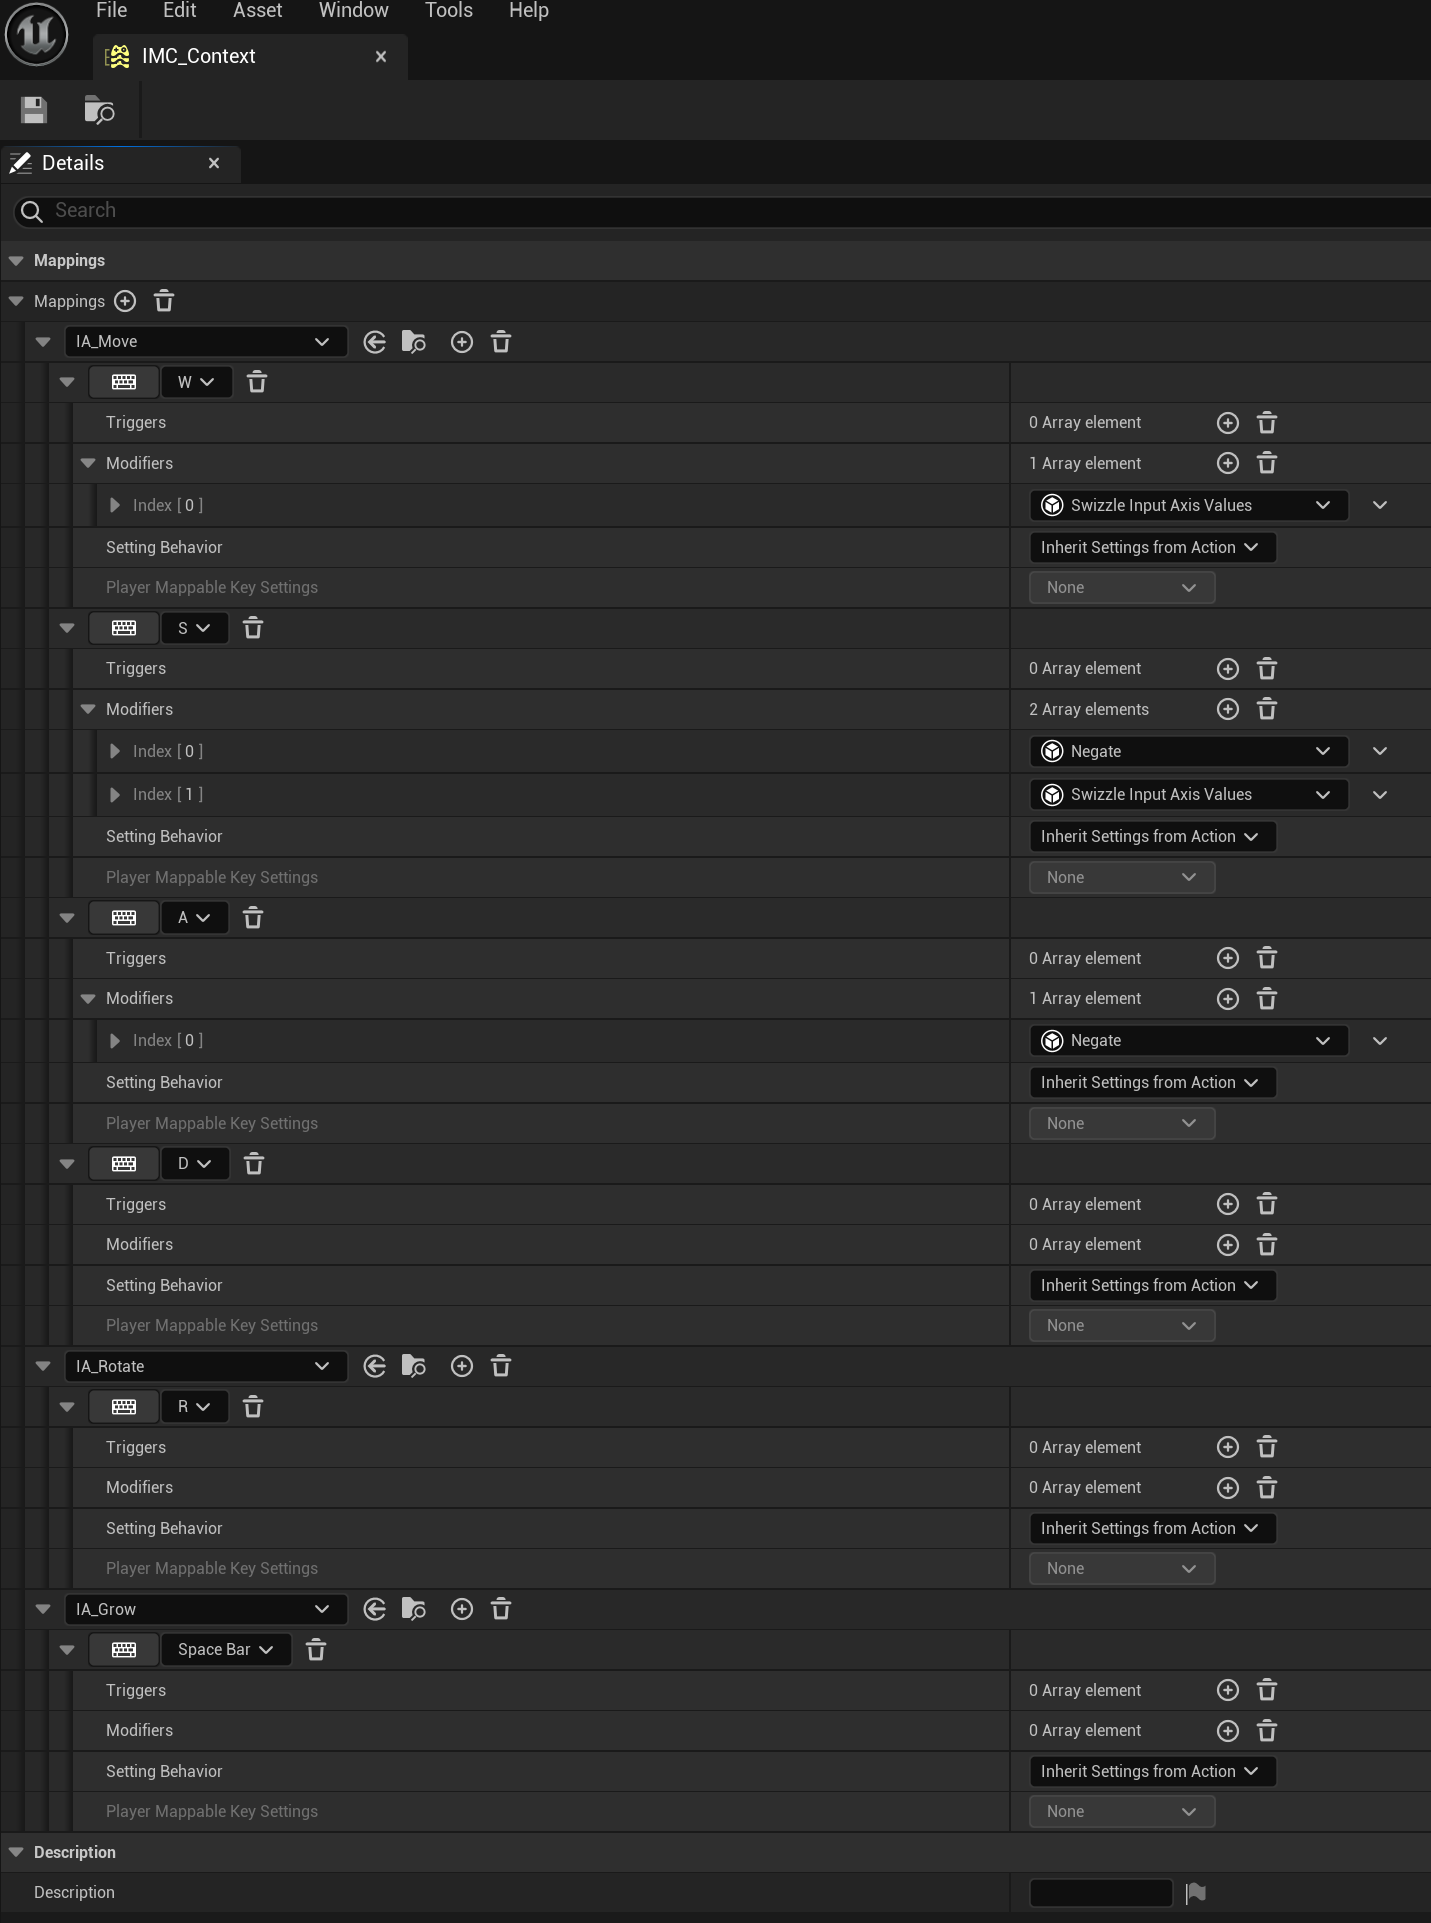 File Edit Asset Window Tools Help
IMC_Context
Details
Search
Mappings
Mappings
IA_Move
W
Triggers 0 Array element
Modifiers 1 Array element
Index [ 0 ] Swizzle Input Axis Values
Setting Behavior Inherit Settings from Action
Player Mappable Key Settings None
S
Triggers 0 Array element
Modifiers 2 Array elements
Index [ 0 ] Negate
Index [ 1 ] Swizzle Input Axis Values
Setting Behavior Inherit Settings from Action
Player Mappable Key Settings None
A
Triggers 0 Array element
Modifiers 1 Array element
Index [ 0 ] Negate
Setting Behavior Inherit Settings from Action
Player Mappable Key Settings None
D
Triggers 0 Array element
Modifiers 0 Array element
Setting Behavior Inherit Settings from Action
Player Mappable Key Settings None
IA_Rotate
R
Triggers 0 Array element
Modifiers 0 Array element
Setting Behavior Inherit Settings from Action
Player Mappable Key Settings None
IA_Grow
Space Bar
Triggers 0 Array element
Modifiers 0 Array element
Setting Behavior Inherit Settings from Action
Player Mappable Key Settings None
Description
Description